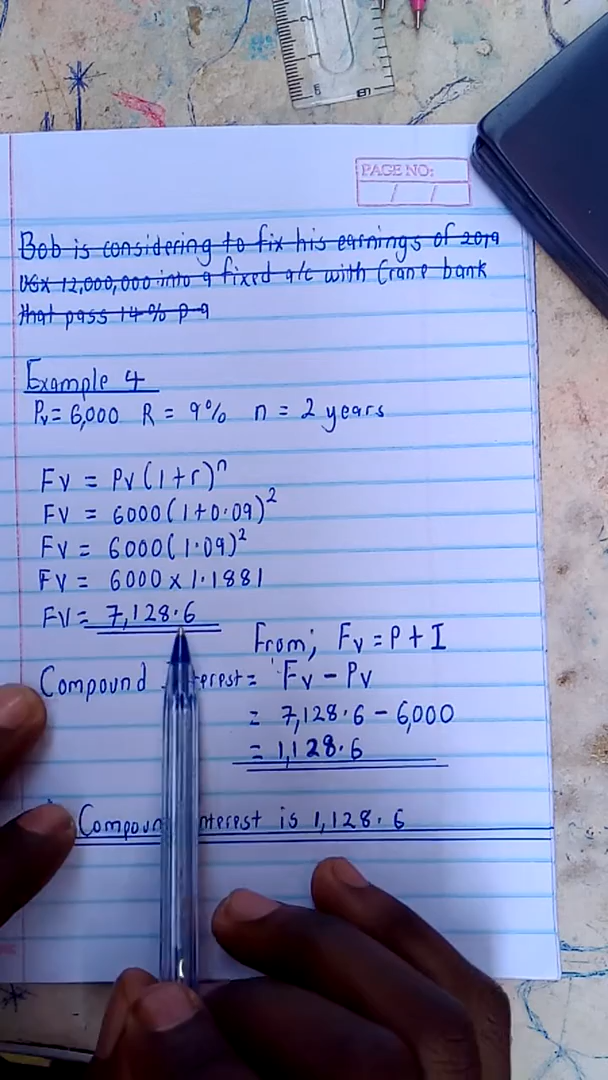 PAGE NO:
/ /
Bob is considering to fix his earnings of 2019
UGX 12,000,000 into a fixed a/c with Crane bank
that pass 14% p-a
Example 4
Pv = 6,000 R = 9% n = 2 years
Fv = Pv(1+r)ⁿ
Fv = 6000(1+0.09)²
Fv = 6000(1.09)²
Fv = 6000 x 1.1881
FV = 7,128.6
From; Fv = P + I
Compound terest = Fv - Pv
= 7,128.6 - 6,000
= 1,128.6
Compoun nterest is 1,128.6